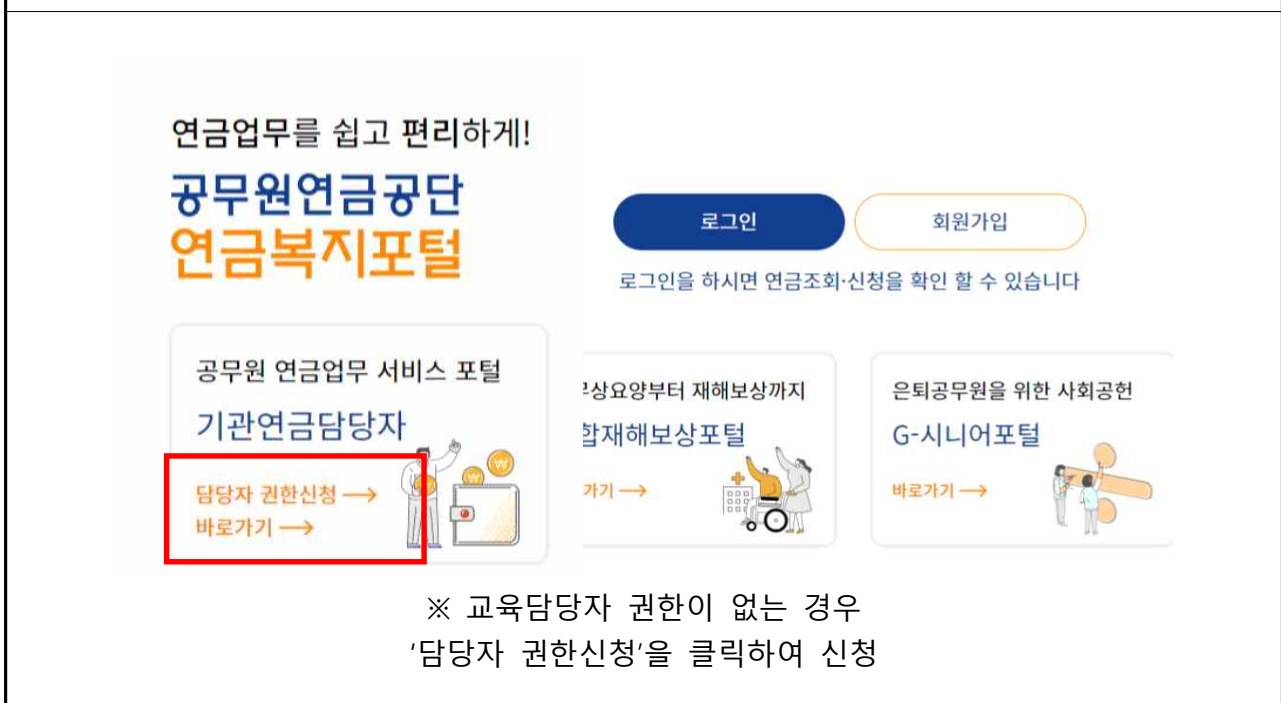 연금업무를 쉽고 편리하게!
공무원연금공단
연금복지포털
로그인
회원가입
로그인을 하시면 연금조회·신청을 확인 할 수 있습니다
공무원 연금업무 서비스 포털
기관연금담당자
담당자 권한신청 →
바로가기 →
상요양부터 재해보상까지
합재해보상포털
가기 →
은퇴공무원을 위한 사회공헌
G-시니어포털
바로가기 →
※ 교육담당자 권한이 없는 경우
'담당자 권한신청'을 클릭하여 신청